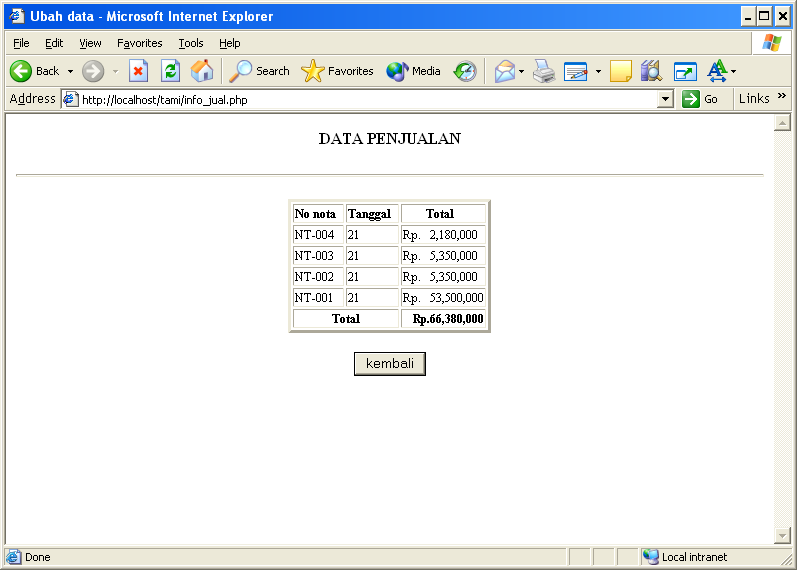 Ubah data - Microsoft Internet Explorer
File Edit View Favorites Tools Help
Back Search Favorites Media
Address http://localhost/tami/info_jual.php Go Links »
DATA PENJUALAN
No nota Tanggal Total
NT-004 21 Rp. 2,180,000
NT-003 21 Rp. 5,350,000
NT-002 21 Rp. 5,350,000
NT-001 21 Rp. 53,500,000
Total Rp.66,380,000
kembali
Done Local intranet